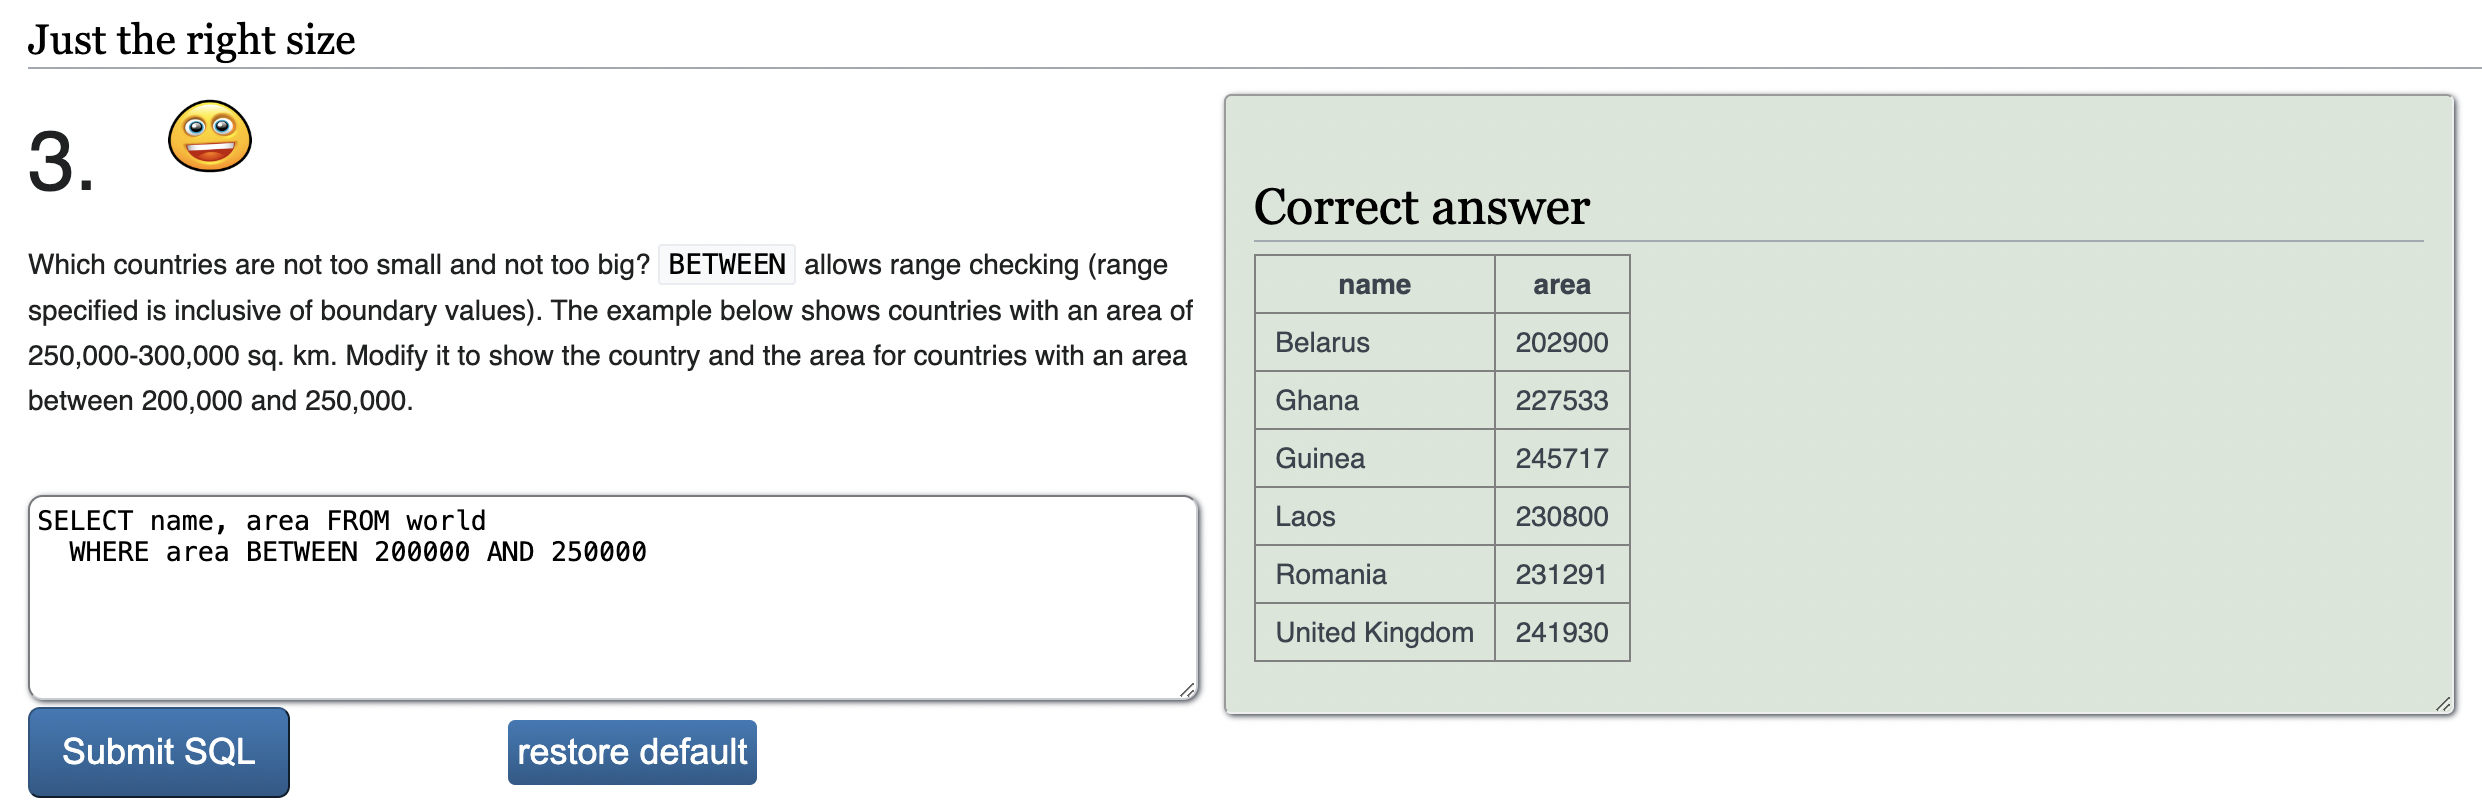 Just the right size
3.
Which countries are not too small and not too big? BETWEEN allows range checking (range
specified is inclusive of boundary values). The example below shows countries with an area of
250,000-300,000 sq. km. Modify it to show the country and the area for countries with an area
between 200,000 and 250,000.
SELECT name, area FROM world
  WHERE area BETWEEN 200000 AND 250000
Submit SQL restore default
Correct answer
name area
Belarus 202900
Ghana 227533
Guinea 245717
Laos 230800
Romania 231291
United Kingdom 241930